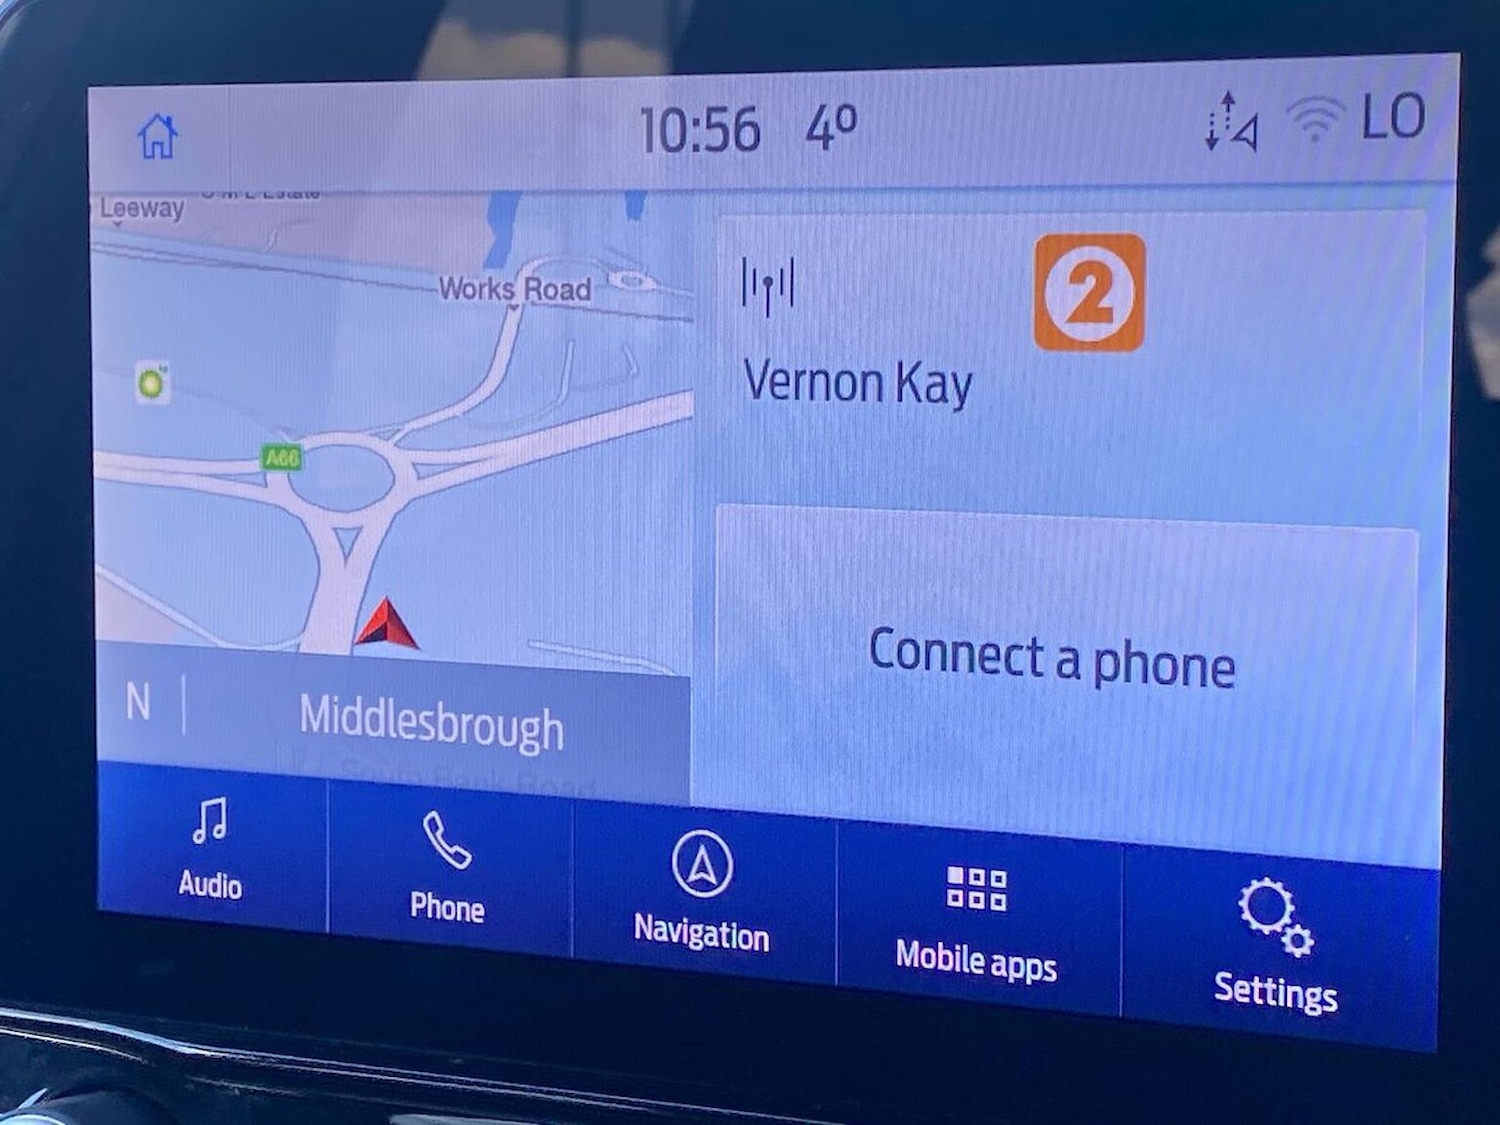 10:56 4º LO
Leeway
Works Road
2
Vernon Kay
A66
Connect a phone
N Middlesbrough
Audio
Phone
Navigation
Mobile apps
Settings